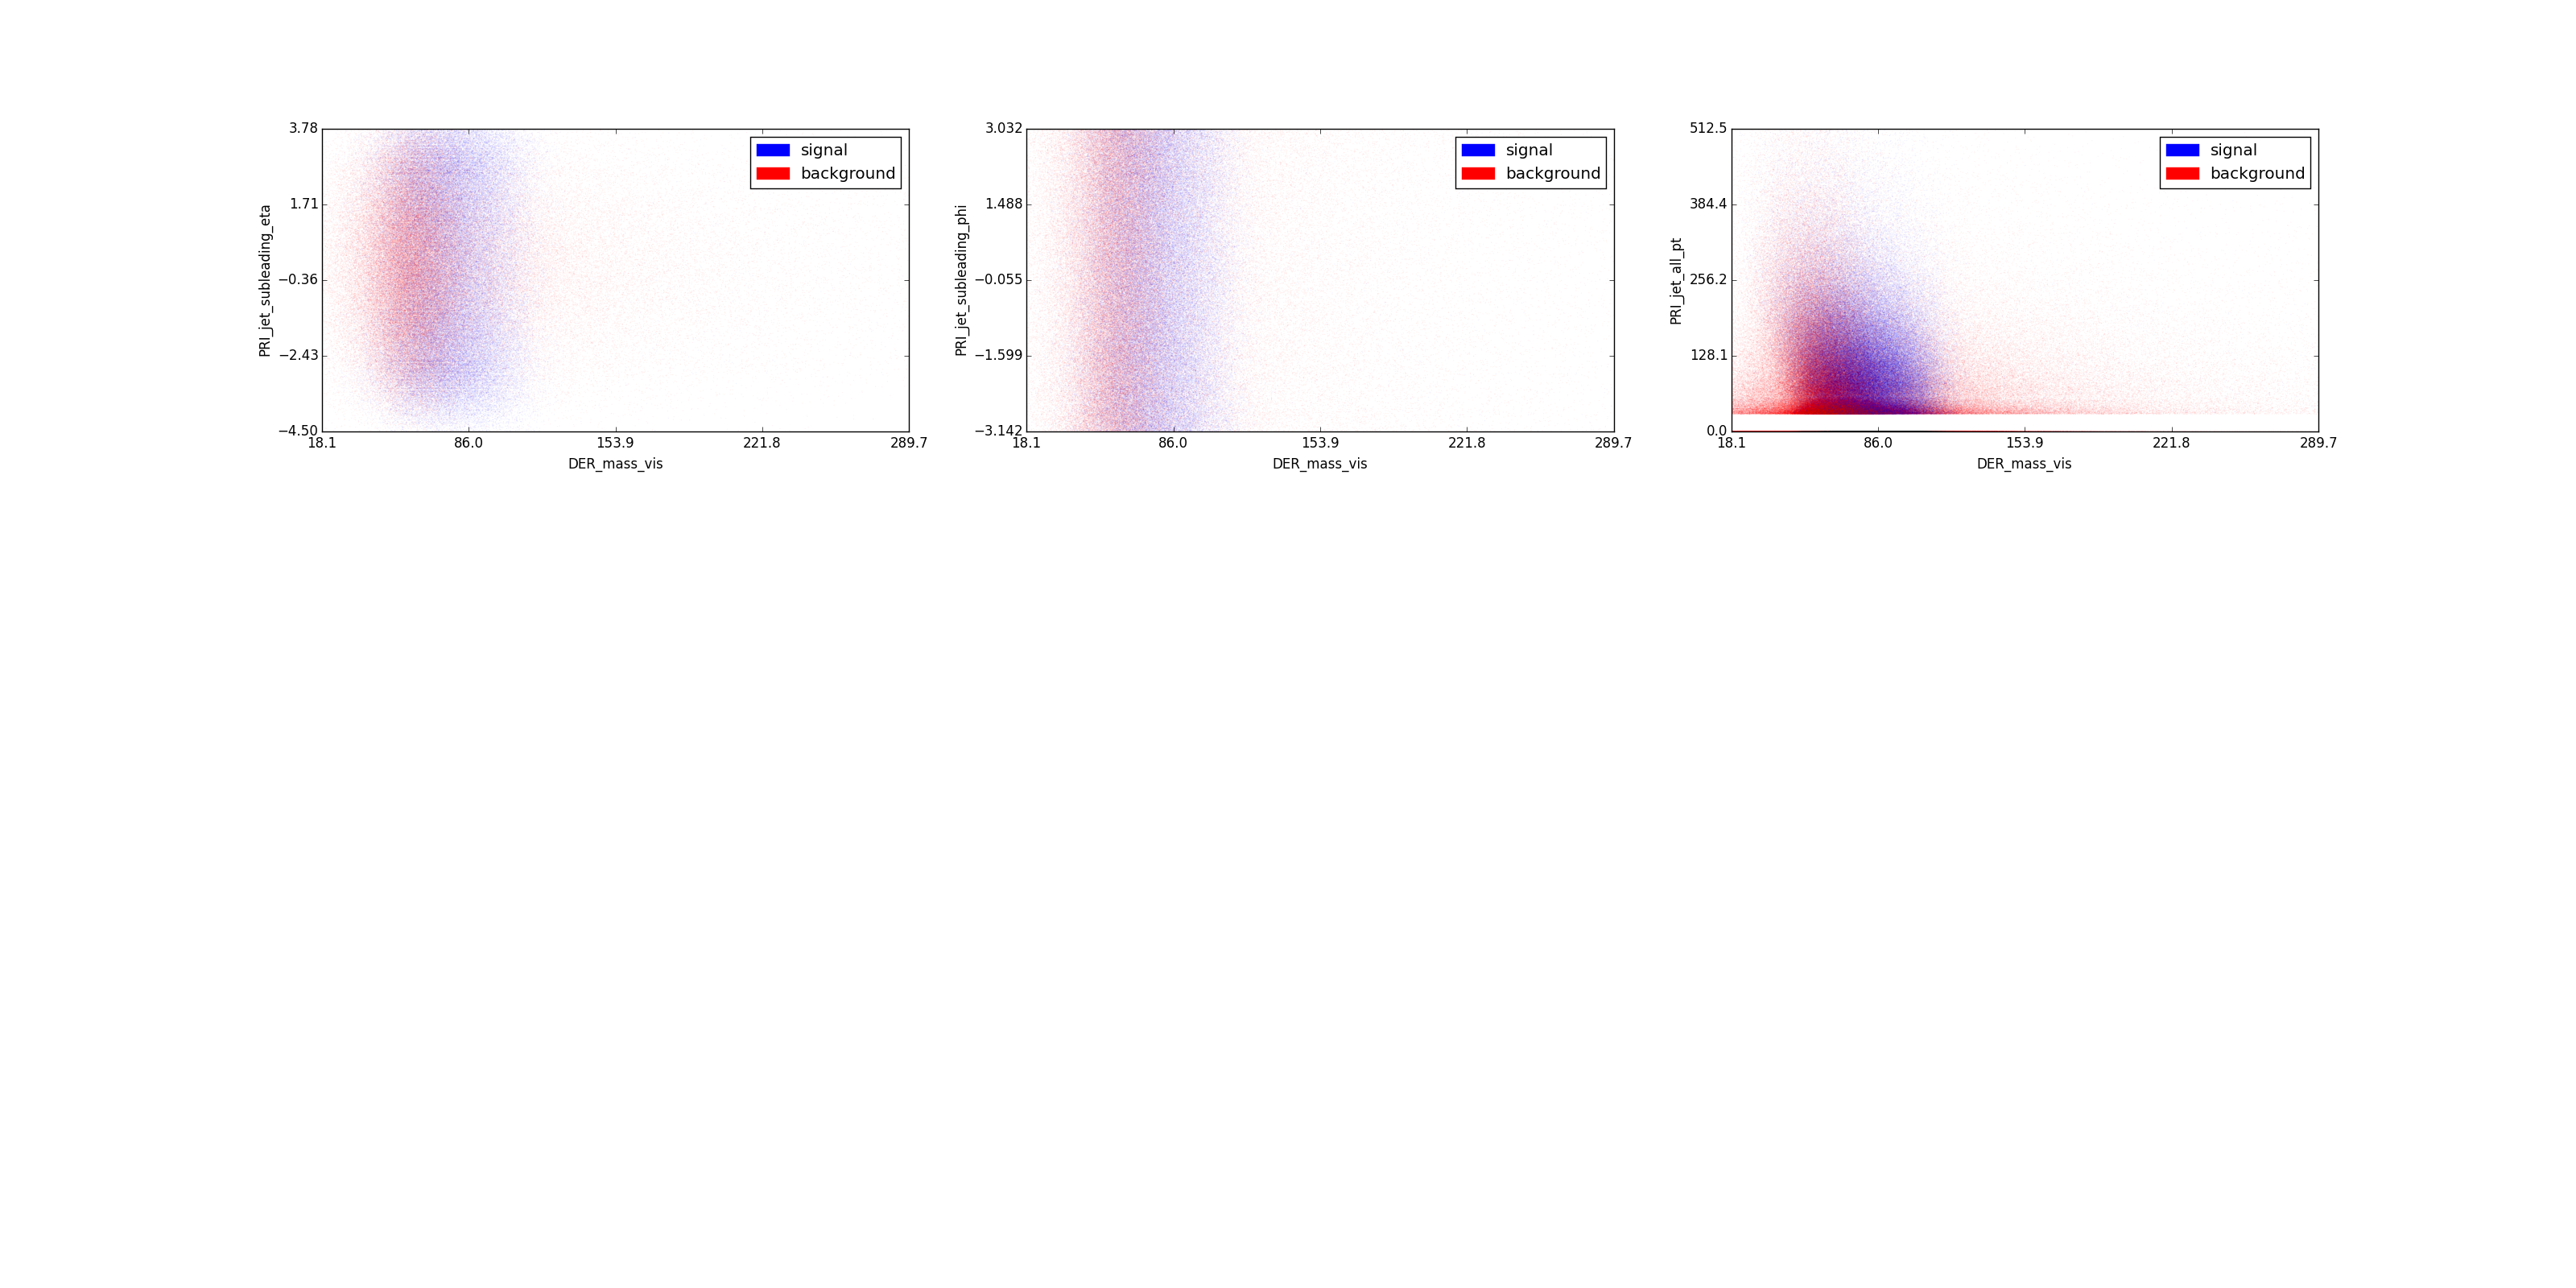 3.78
1.71
−0.36
−2.43
−4.50
PRI_jet_subleading_eta
18.1 86.0 153.9 221.8 289.7
DER_mass_vis
signal
background
3.032
1.488
−0.055
−1.599
−3.142
PRI_jet_subleading_phi
18.1 86.0 153.9 221.8 289.7
DER_mass_vis
signal
background
512.5
384.4
256.2
128.1
0.0
PRI_jet_all_pt
18.1 86.0 153.9 221.8 289.7
DER_mass_vis
signal
background